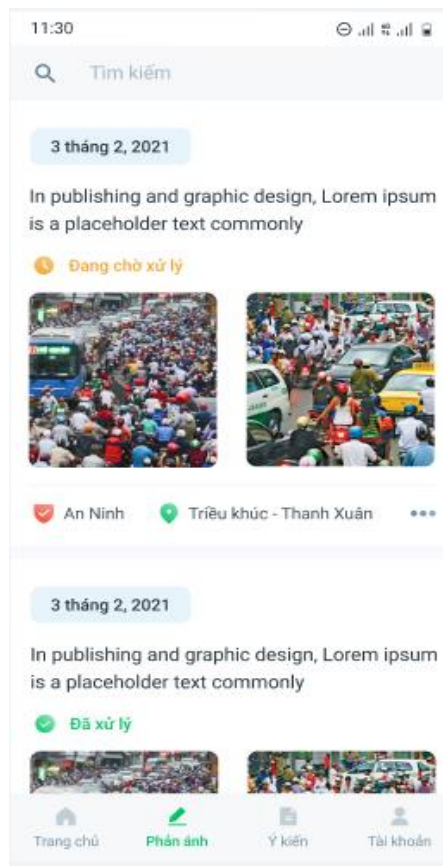 11:30
Tìm kiếm
3 tháng 2, 2021
In publishing and graphic design, Lorem ipsum
is a placeholder text commonly
Đang chờ xử lý
An Ninh Triều khúc - Thanh Xuân
3 tháng 2, 2021
In publishing and graphic design, Lorem ipsum
is a placeholder text commonly
Đã xử lý
Trang chủ Phản ánh Ý kiến Tài khoản